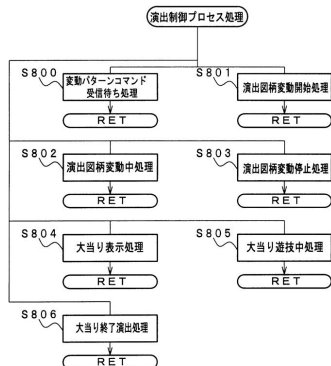 演出制御プロセス処理
S800
変動パターンコマンド
受信待ち処理
RET
S801
演出図柄変動開始処理
RET
S802
演出図柄変動中処理
RET
S803
演出図柄変動停止処理
RET
S804
大当り表示処理
RET
S805
大当り遊技中処理
RET
S806
大当り終了演出処理
RET